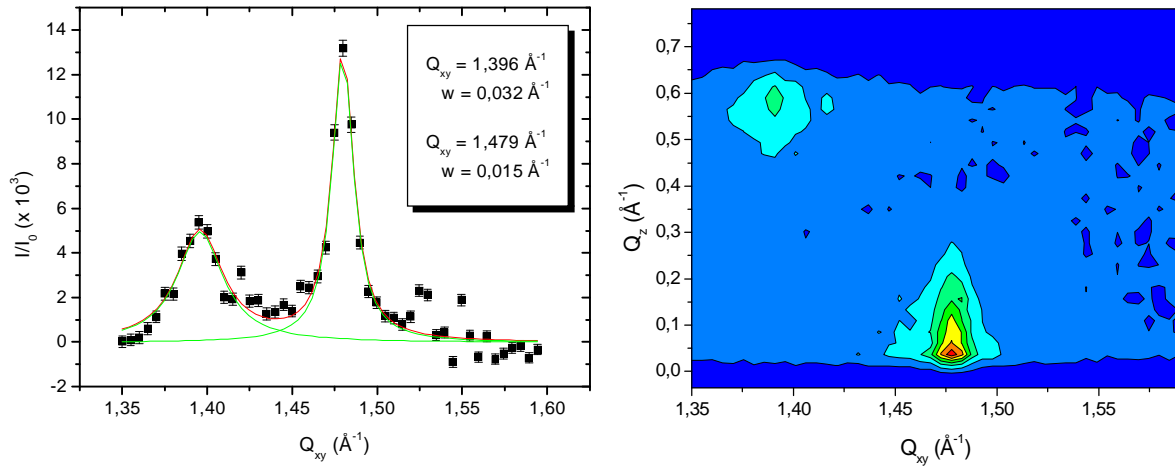 14
12
10
8
6
4
2
0
-2
I/I0 (x 10³)
Qxy = 1,396 Å-1
w = 0,032 Å-1
Qxy = 1,479 Å-1
w = 0,015 Å-1
1,35 1,40 1,45 1,50 1,55 1,60
Qxy (Å-1)
0,7
0,6
0,5
0,4
0,3
0,2
0,1
0,0
Qz (Å-1)
1,35 1,40 1,45 1,50 1,55
Qxy (Å-1)